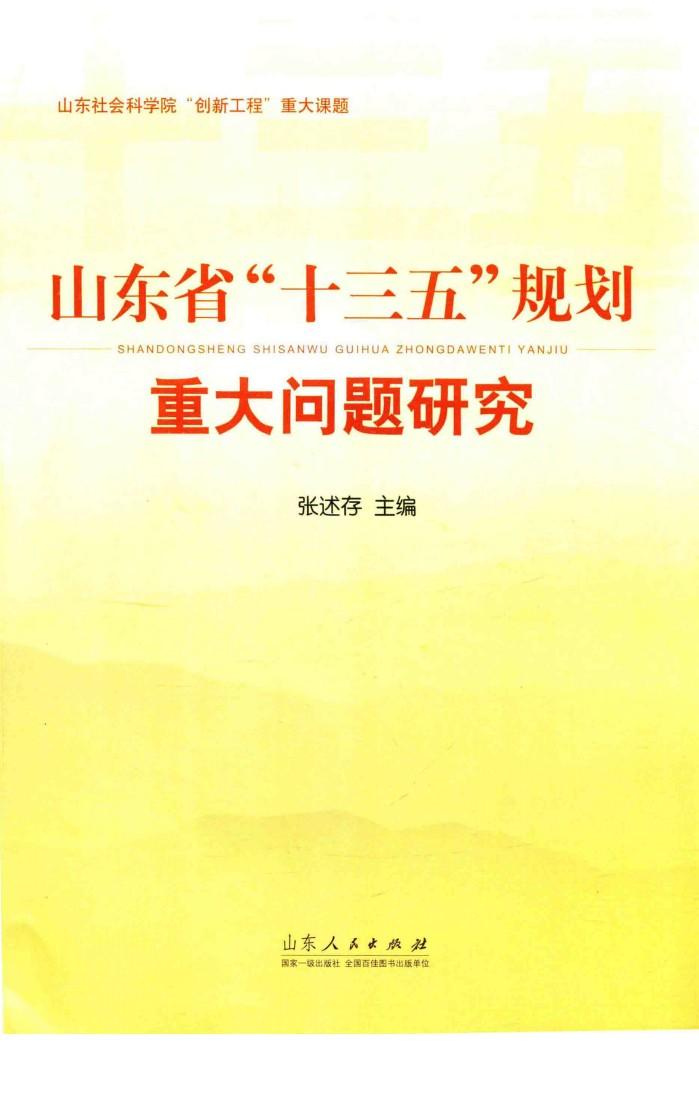 山东社会科学院“创新工程”重大课题
山东省“十三五”规划
SHANDONGSHENG SHISANWU GUIHUA ZHONGDAWENTI YANJIU
重大问题研究
张述存 主编
山东人民出版社
国家一级出版社 全国百佳图书出版单位
十三五